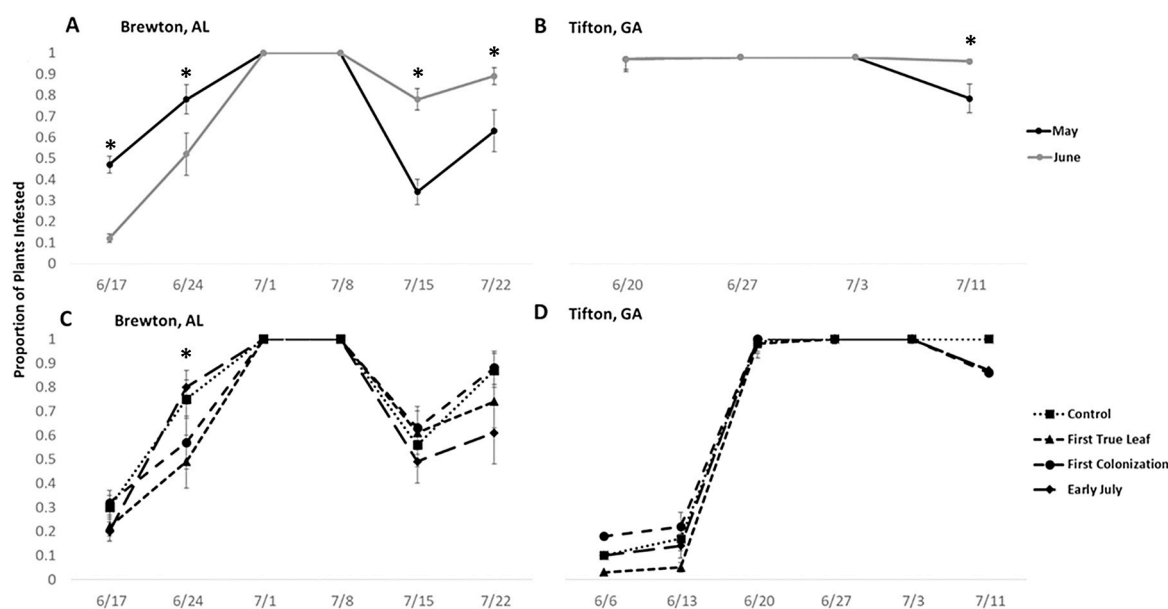 A Brewton, AL
B Tifton, GA
Proportion of Plants Infested
1
0.9
0.8
0.7
0.6
0.5
0.4
0.3
0.2
0.1
0
* * * *
*
6/17 6/24 7/1 7/8 7/15 7/22
6/20 6/27 7/3 7/11
May
June
C Brewton, AL
D Tifton, GA
1
0.9
0.8
0.7
0.6
0.5
0.4
0.3
0.2
0.1
0
*
6/17 6/24 7/1 7/8 7/15 7/22
6/6 6/13 6/20 6/27 7/3 7/11
Control
First True Leaf
First Colonization
Early July